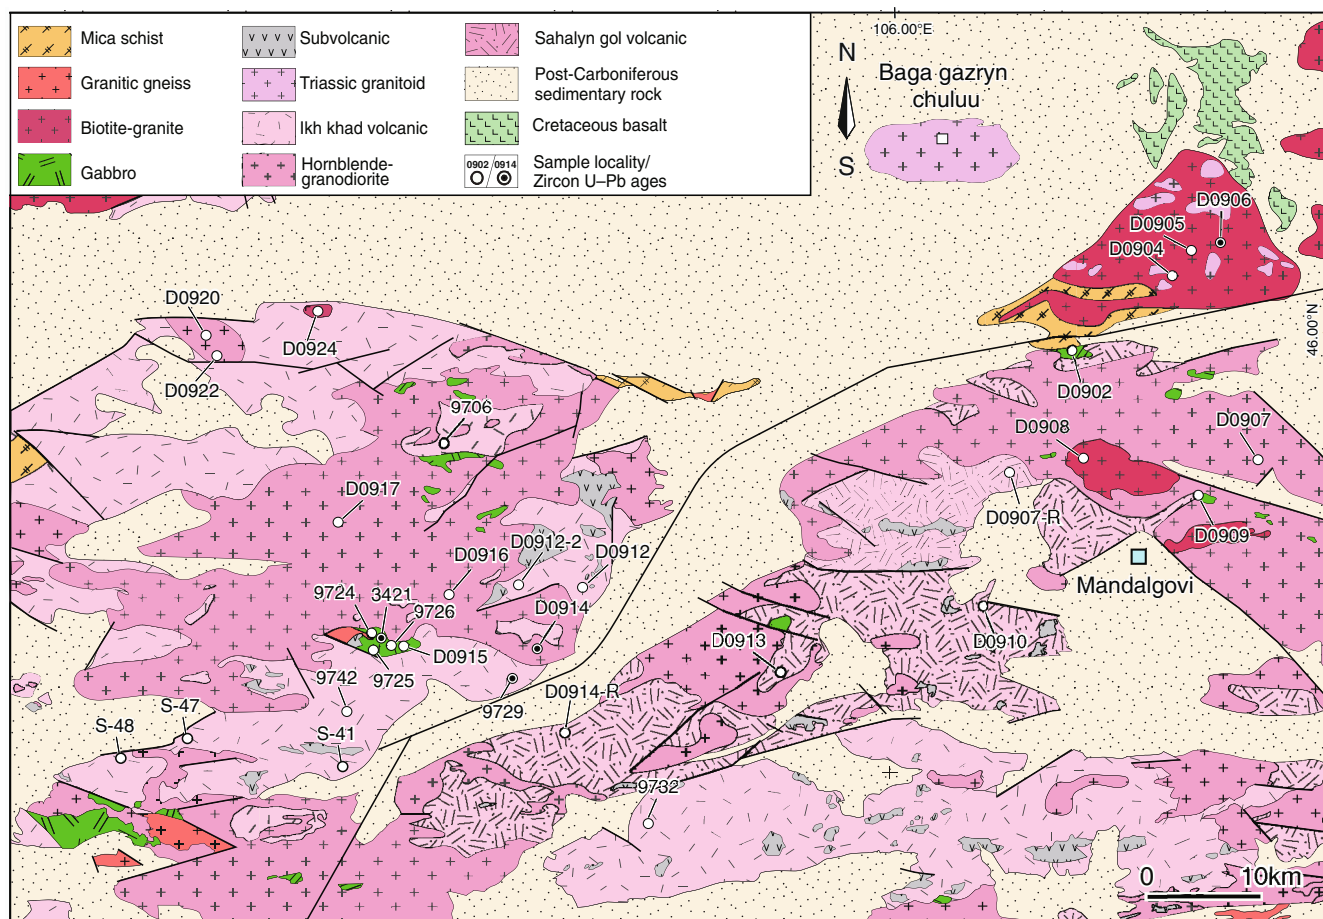 Mica schist
Granitic gneiss
Biotite-granite
Gabbro
Subvolcanic
Triassic granitoid
Ikh khad volcanic
Hornblende-
granodiorite
Sahalyn gol volcanic
Post-Carboniferous
sedimentary rock
Cretaceous basalt
0902 / 0914
Sample locality/
Zircon U–Pb ages
106.00°E
N
S
Baga gazryn
chuluu
46.00°N
D0906
D0905
D0904
D0920
D0924
D0922
D0902
9706
D0908
D0907
D0917
D0907-R
D0909
D0916
D0912-2
D0912
Mandalgovi
9724
3421
9726
D0914
D0915
D0913
D0910
9725
9742
9729
D0914-R
S-47
S-48
S-41
9732
0
10km